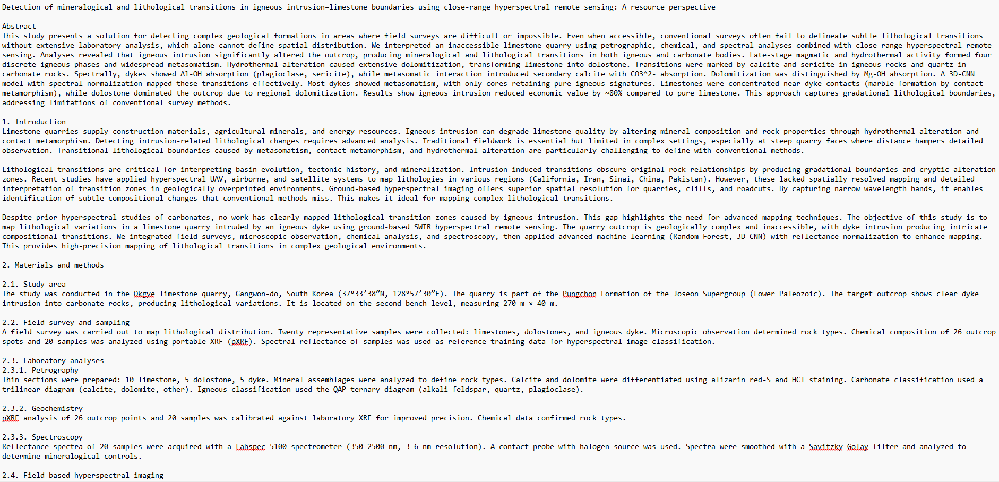 Detection of mineralogical and lithological transitions in igneous intrusion–limestone boundaries using close-range hyperspectral remote sensing: A resource perspective

Abstract
This study presents a solution for detecting complex geological formations in areas where field surveys are difficult or impossible. Even when accessible, conventional surveys often fail to delineate subtle lithological transitions
without extensive laboratory analysis, which alone cannot define spatial distribution. We interpreted an inaccessible limestone quarry using petrographic, chemical, and spectral analyses combined with close-range hyperspectral remote
sensing. Analyses revealed that igneous intrusion significantly altered the outcrop, producing mineralogical and lithological transitions in both igneous and carbonate bodies. Late-stage magmatic and hydrothermal activity formed four
discrete igneous phases and widespread metasomatism. Hydrothermal alteration caused extensive dolomitization, transforming limestone into dolostone. Transitions were marked by calcite and sericite in igneous rocks and quartz in
carbonate rocks. Spectrally, dykes showed Al-OH absorption (plagioclase, sericite), while metasomatic interaction introduced secondary calcite with CO3^2- absorption. Dolomitization was distinguished by Mg-OH absorption. A 3D-CNN
model with spectral normalization mapped these transitions effectively. Most dykes showed metasomatism, with only cores retaining pure igneous signatures. Limestones were concentrated near dyke contacts (marble formation by contact
metamorphism), while dolostone dominated the outcrop due to regional dolomitization. Results show igneous intrusion reduced economic value by ~80% compared to pure limestone. This approach captures gradational lithological boundaries,
addressing limitations of conventional survey methods.

1. Introduction
Limestone quarries supply construction materials, agricultural minerals, and energy resources. Igneous intrusion can degrade limestone quality by altering mineral composition and rock properties through hydrothermal alteration and
contact metamorphism. Detecting intrusion-related lithological changes requires advanced analysis. Traditional fieldwork is essential but limited in complex settings, especially at steep quarry faces where distance hampers detailed
observation. Transitional lithological boundaries caused by metasomatism, contact metamorphism, and hydrothermal alteration are particularly challenging to define with conventional methods.

Lithological transitions are critical for interpreting basin evolution, tectonic history, and mineralization. Intrusion-induced transitions obscure original rock relationships by producing gradational boundaries and cryptic alteration
zones. Recent studies have applied hyperspectral UAV, airborne, and satellite systems to map lithologies in various regions (California, Iran, Sinai, China, Pakistan). However, these lacked spatially resolved mapping and detailed
interpretation of transition zones in geologically overprinted environments. Ground-based hyperspectral imaging offers superior spatial resolution for quarries, cliffs, and roadcuts. By capturing narrow wavelength bands, it enables
identification of subtle compositional changes that conventional methods miss. This makes it ideal for mapping complex lithological transitions.

Despite prior hyperspectral studies of carbonates, no work has clearly mapped lithological transition zones caused by igneous intrusion. This gap highlights the need for advanced mapping techniques. The objective of this study is to
map lithological variations in a limestone quarry intruded by an igneous dyke using ground-based SWIR hyperspectral remote sensing. The quarry outcrop is geologically complex and inaccessible, with dyke intrusion producing intricate
compositional transitions. We integrated field surveys, microscopic observation, chemical analysis, and spectroscopy, then applied advanced machine learning (Random Forest, 3D-CNN) with reflectance normalization to enhance mapping.
This provides high-precision mapping of lithological transitions in complex geological environments.

2. Materials and methods

2.1. Study area
The study was conducted in the Okgye limestone quarry, Gangwon-do, South Korea (37°33′38″N, 128°57′30″E). The quarry is part of the Pungchon Formation of the Joseon Supergroup (Lower Paleozoic). The target outcrop shows clear dyke
intrusion into carbonate rocks, producing lithological variations. It is located on the second bench level, measuring 270 m × 40 m.

2.2. Field survey and sampling
A field survey was carried out to map lithological distribution. Twenty representative samples were collected: limestones, dolostones, and igneous dyke. Microscopic observation determined rock types. Chemical composition of 26 outcrop
spots and 20 samples was analyzed using portable XRF (pXRF). Spectral reflectance of samples was used as reference training data for hyperspectral image classification.

2.3. Laboratory analyses
2.3.1. Petrography
Thin sections were prepared: 10 limestone, 5 dolostone, 5 dyke. Mineral assemblages were analyzed to define rock types. Calcite and dolomite were differentiated using alizarin red-S and HCl staining. Carbonate classification used a
trilinear diagram (calcite, dolomite, other). Igneous classification used the QAP ternary diagram (alkali feldspar, quartz, plagioclase).

2.3.2. Geochemistry
pXRF analysis of 26 outcrop points and 20 samples was calibrated against laboratory XRF for improved precision. Chemical data confirmed rock types.

2.3.3. Spectroscopy
Reflectance spectra of 20 samples were acquired with a Labspec 5100 spectrometer (350–2500 nm, 3–6 nm resolution). A contact probe with halogen source was used. Spectra were smoothed with a Savitzky–Golay filter and analyzed to
determine mineralogical controls.

2.4. Field-based hyperspectral imaging